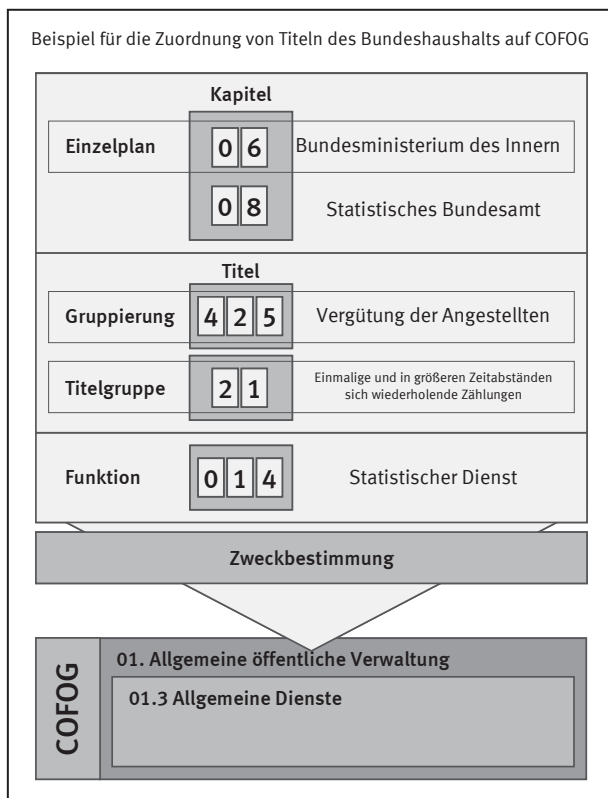 Beispiel für die Zuordnung von Titeln des Bundeshaushalts auf COFOG
Kapitel
Einzelplan 0 6 Bundesministerium des Innern
0 8 Statistisches Bundesamt
Titel
Gruppierung 4 2 5 Vergütung der Angestellten
Titelgruppe 2 1 Einmalige und in größeren Zeitabständen
sich wiederholende Zählungen
Funktion 0 1 4 Statistischer Dienst
Zweckbestimmung
COFOG
01. Allgemeine öffentliche Verwaltung
01.3 Allgemeine Dienste